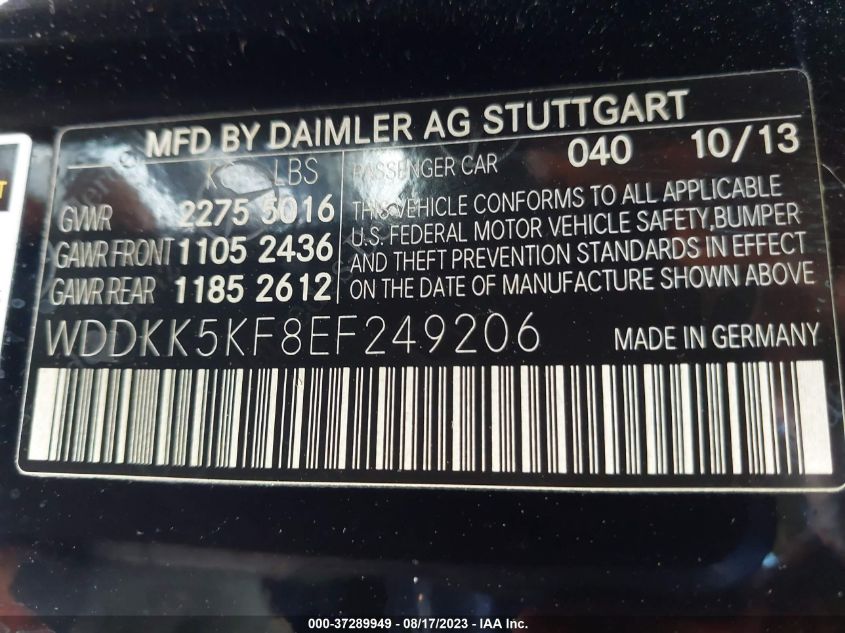 MFD BY DAIMLER AG STUTTGART
LBS PASSENGER CAR 040 10/13
GVWR 2275 5016
GAWR FRONT 1105 2436
GAWR REAR 1185 2612
THIS VEHICLE CONFORMS TO ALL APPLICABLE
U.S. FEDERAL MOTOR VEHICLE SAFETY,BUMPER
AND THEFT PREVENTION STANDARDS IN EFFECT
ON THE DATE OF MANUFACTURE SHOWN ABOVE
WDDKK5KF8EF249206 MADE IN GERMANY
000-37289949 - 08/17/2023 - IAA Inc.